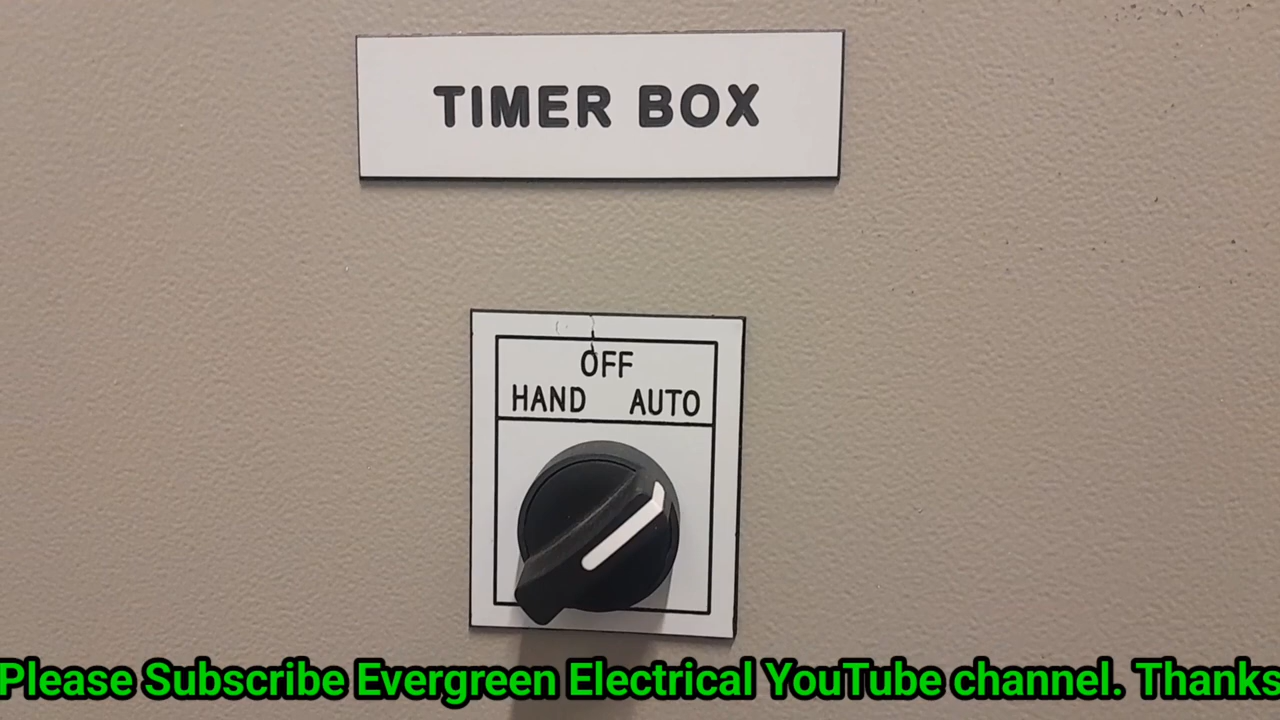 TIMER BOX
OFF
HAND AUTO
Please Subscribe Evergreen Electrical YouTube channel. Thanks